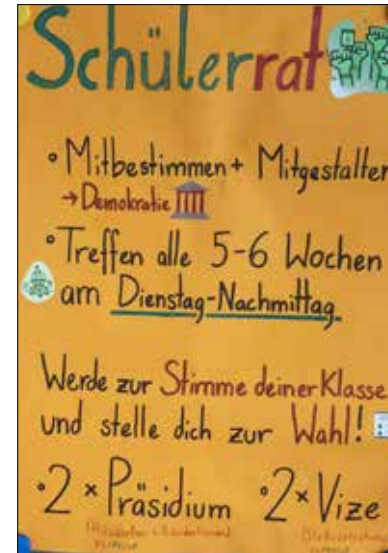 Schülerrat
• Mitbestimmen + Mitgestalten
→ Demokratie
• Treffen alle 5-6 Wochen
am Dienstag-Nachmittag
Werde zur Stimme deiner Klasse
und stelle dich zur Wahl!
• 2 x Präsidium • 2 x Vize